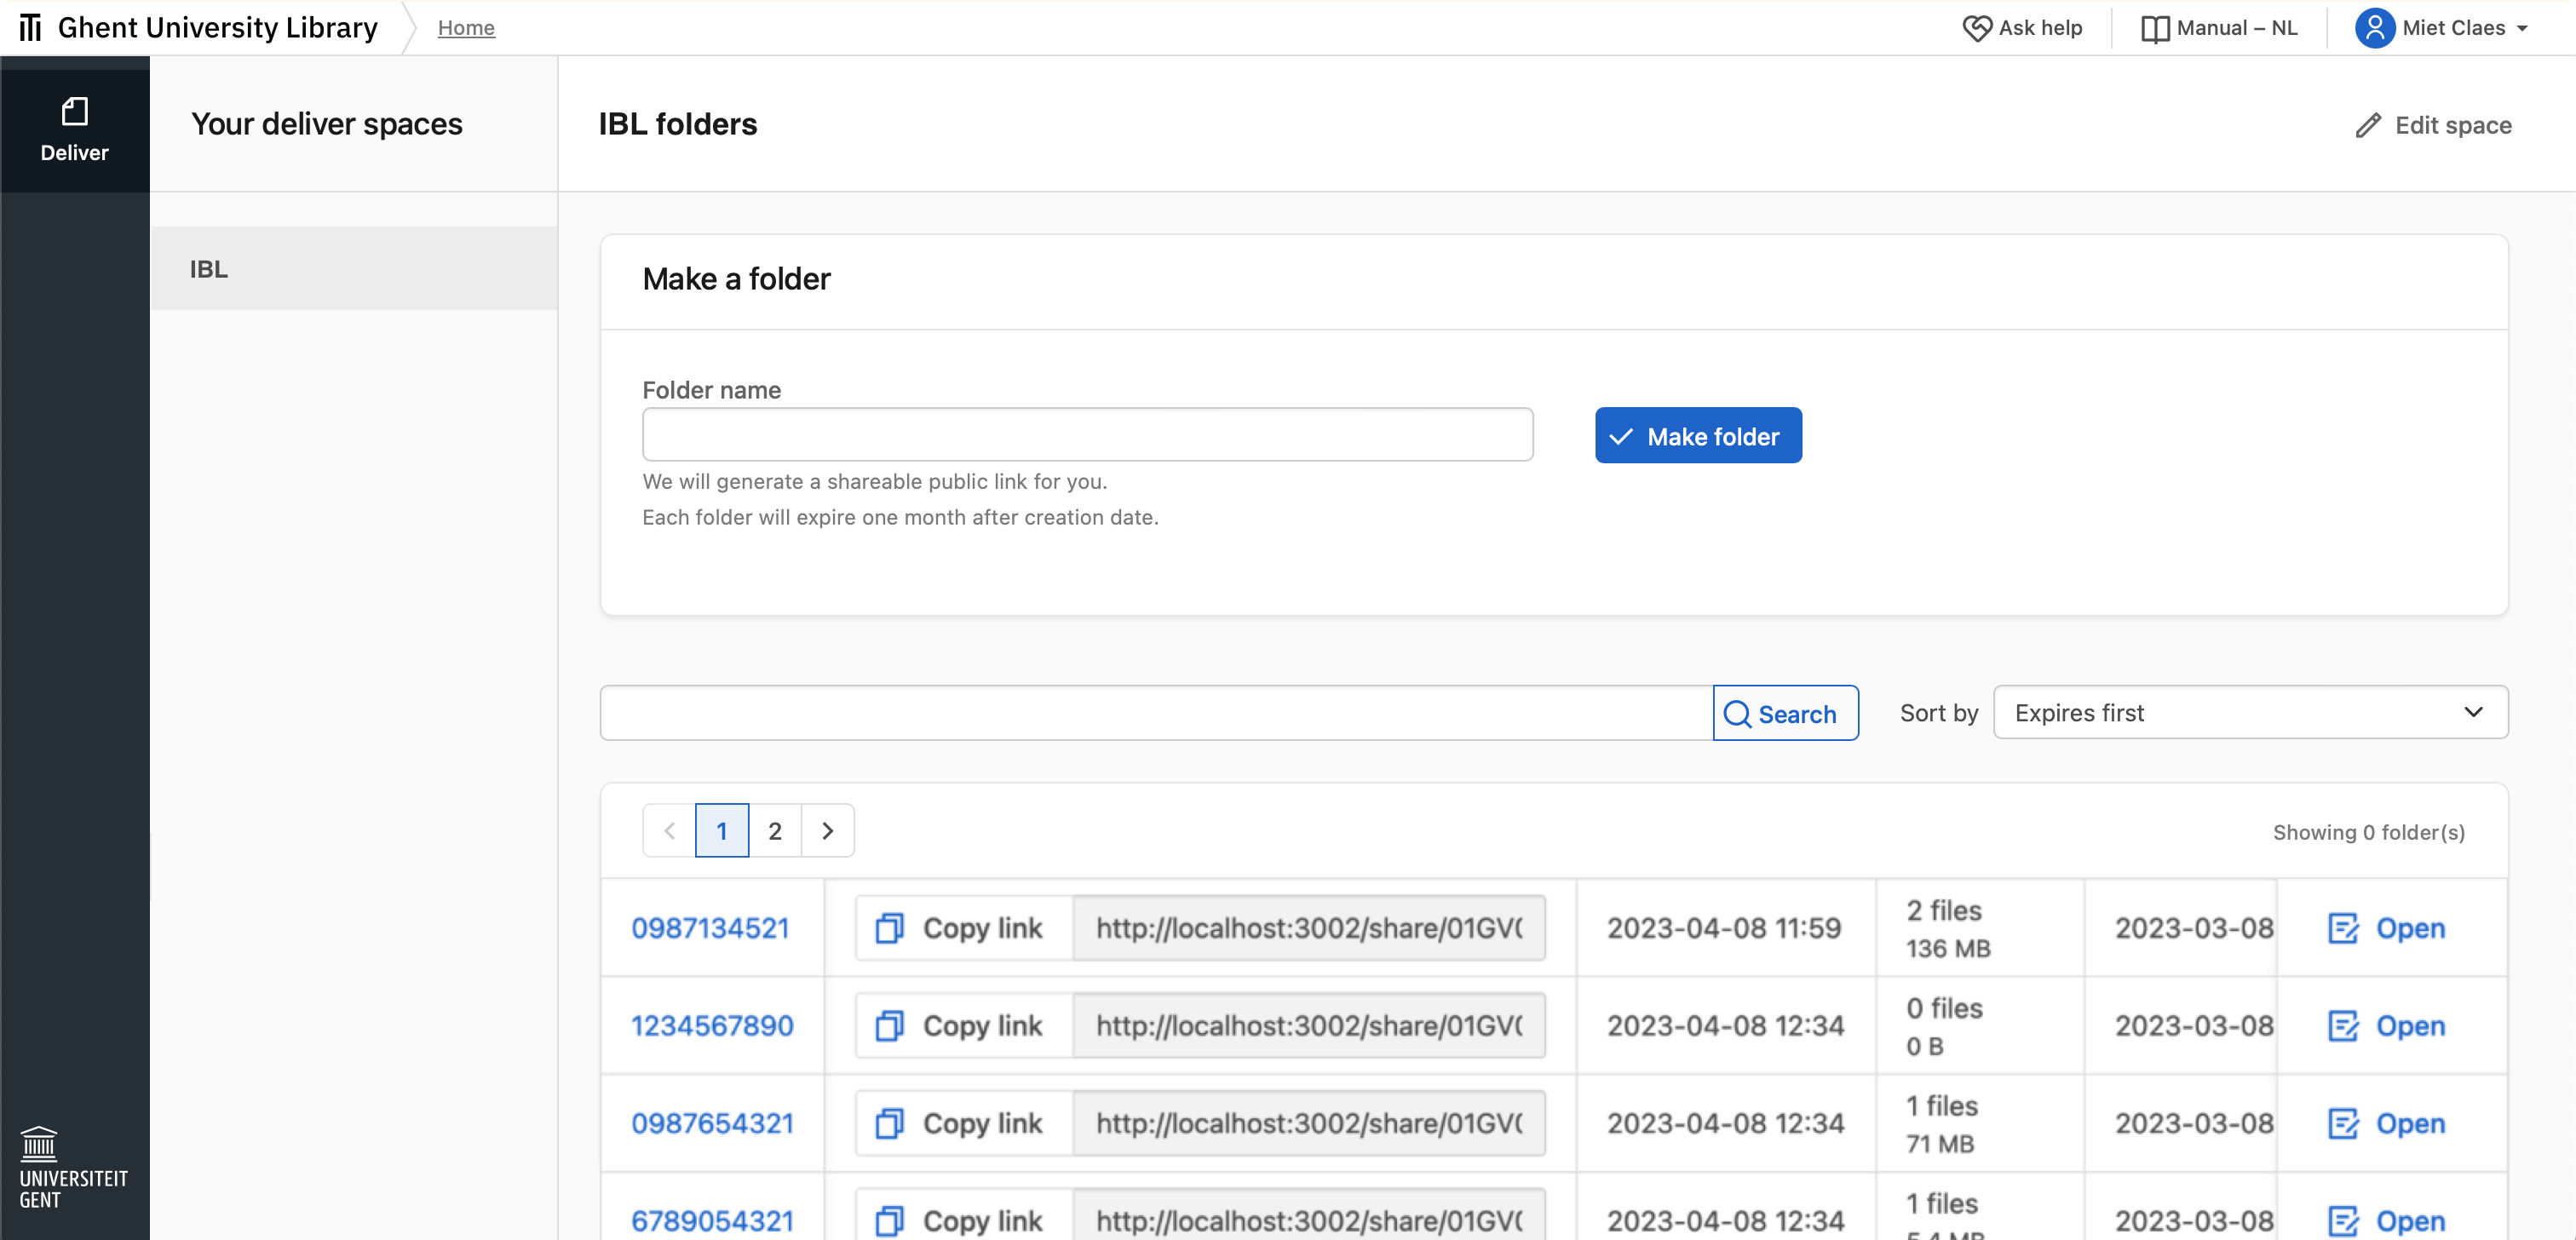 Ghent University Library
Home
Ask help
Manual – NL
Miet Claes
Deliver
Your deliver spaces
IBL folders
Edit space
IBL
Make a folder
Folder name
Make folder
We will generate a shareable public link for you.
Each folder will expire one month after creation date.
Search
Sort by
Expires first
1
2
Showing 0 folder(s)
0987134521
Copy link
http://localhost:3002/share/01GV
2023-04-08 11:59
2 files
136 MB
2023-03-08
Open
1234567890
Copy link
http://localhost:3002/share/01GV
2023-04-08 12:34
0 files
0 B
2023-03-08
Open
0987654321
Copy link
http://localhost:3002/share/01GV
2023-04-08 12:34
1 files
71 MB
2023-03-08
Open
6789054321
Copy link
http://localhost:3002/share/01GV
2023-04-08 12:34
1 files
2023-03-08
Open
UNIVERSITEIT
GENT